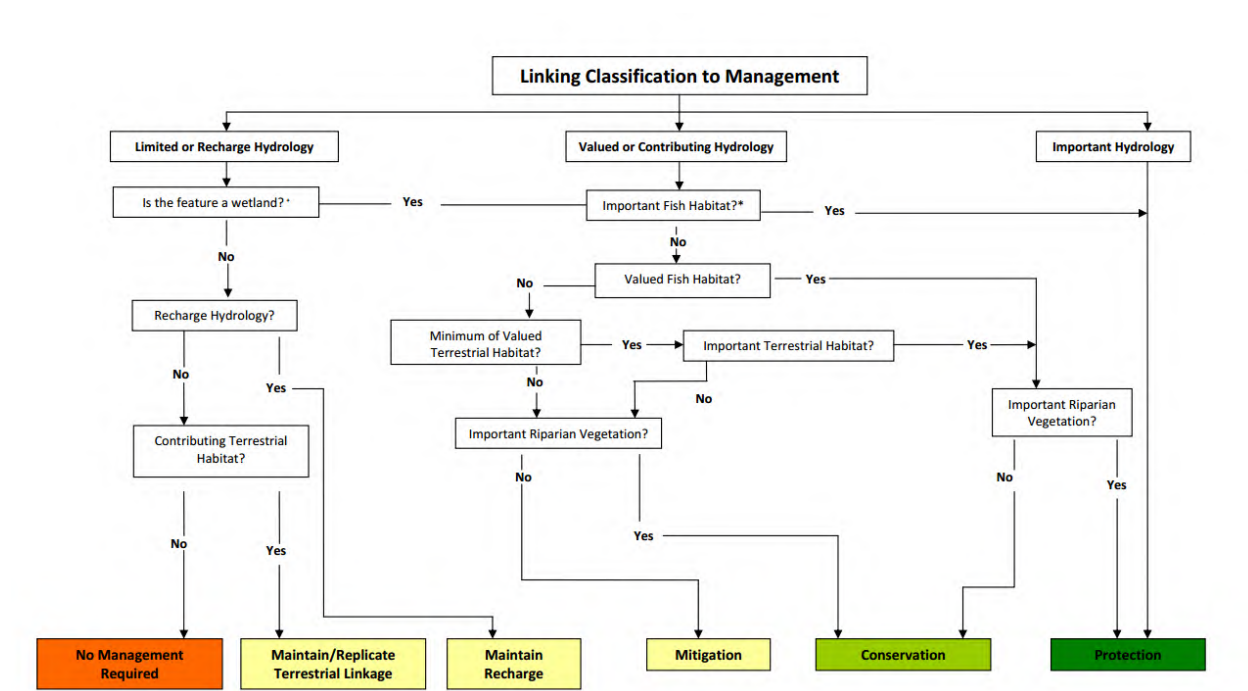 Linking Classification to Management
Limited or Recharge Hydrology
Valued or Contributing Hydrology
Important Hydrology
Is the feature a wetland?*
Yes
Important Fish Habitat?*
Yes
No
No
Valued Fish Habitat?
Yes
No
Recharge Hydrology?
Minimum of Valued
Terrestrial Habitat?
Yes
Important Terrestrial Habitat?
Yes
No
Yes
No
No
Important Riparian
Vegetation?
Contributing Terrestrial
Habitat?
Important Riparian Vegetation?
No
No
Yes
No
Yes
Yes
No Management
Required
Maintain/Replicate
Terrestrial Linkage
Maintain
Recharge
Mitigation
Conservation
Protection